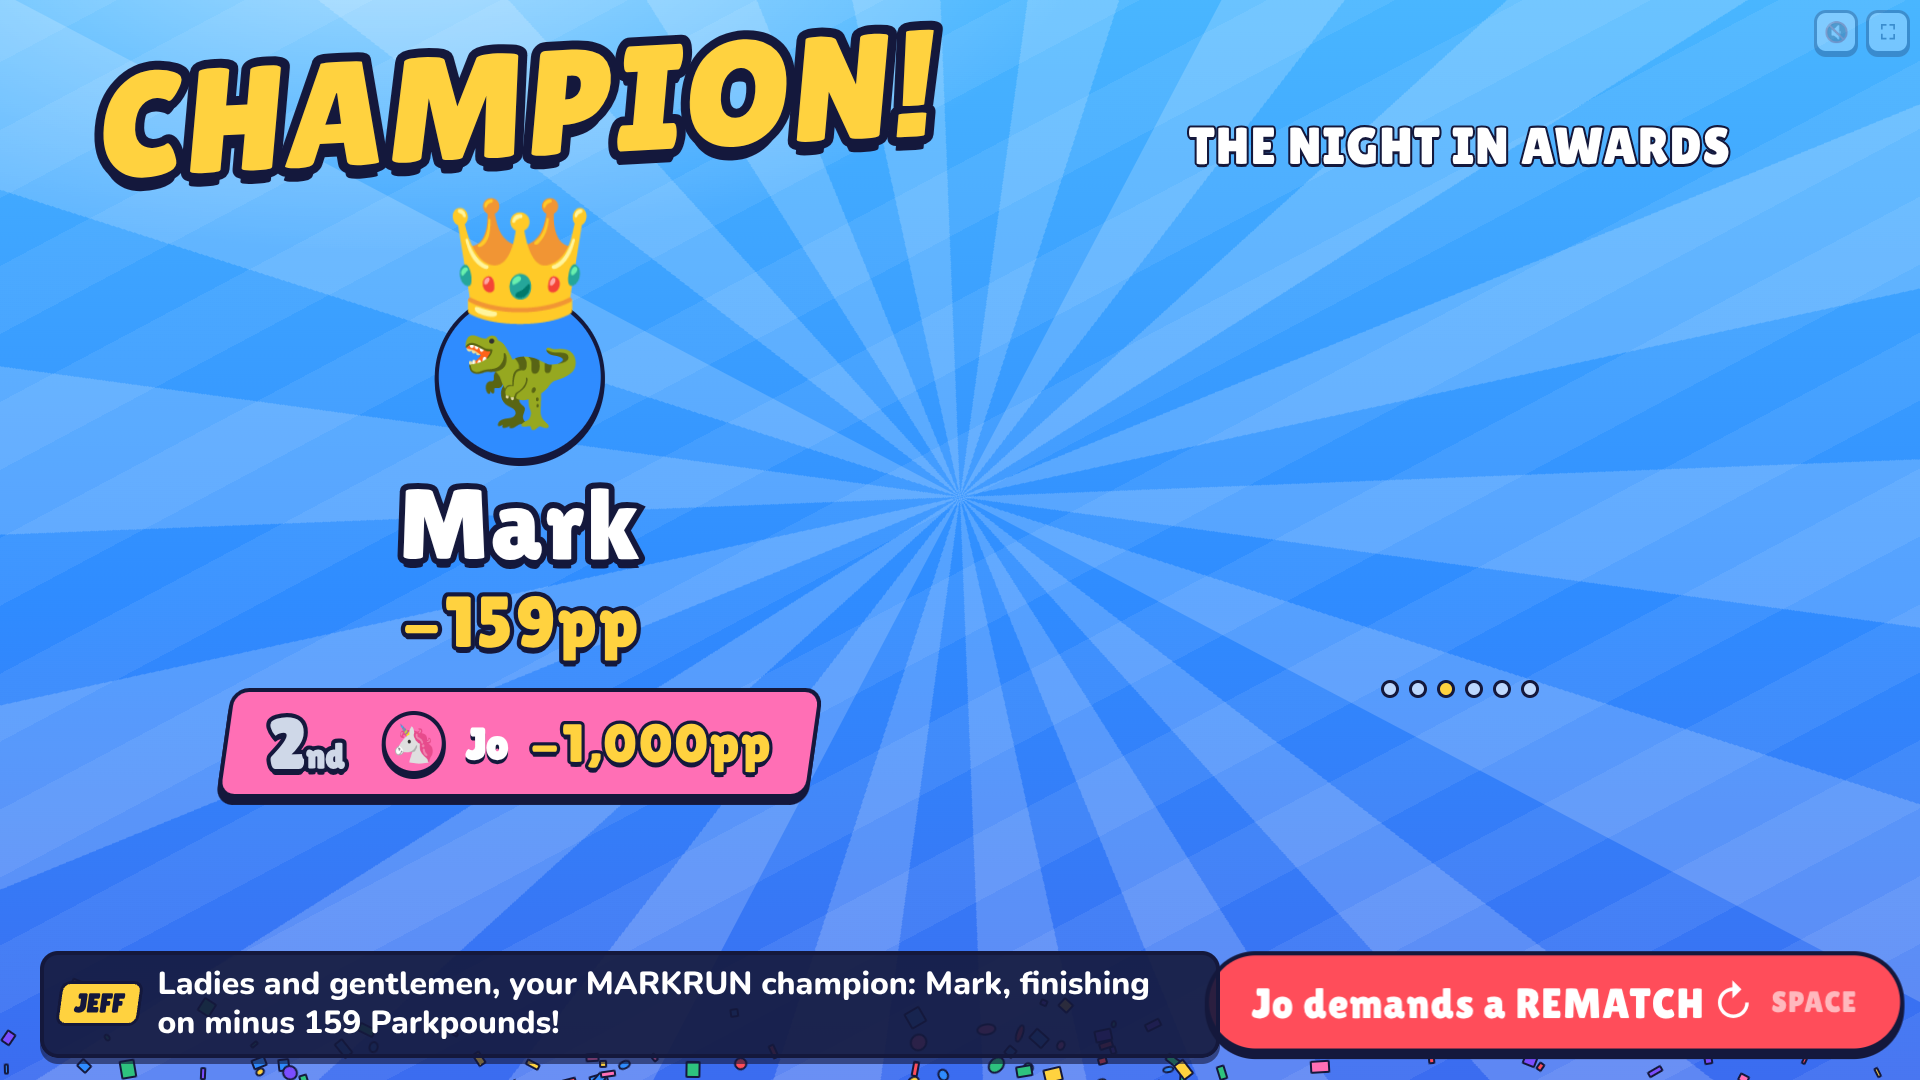 CHAMPION!
THE NIGHT IN AWARDS
Mark
-159pp
2nd Jo -1,000pp
JEFF
Ladies and gentlemen, your MARKRUN champion: Mark, finishing
on minus 159 Parkpounds!
Jo demands a REMATCH SPACE